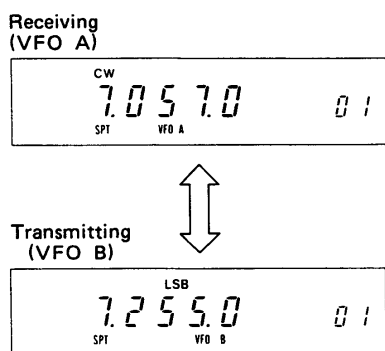 Receiving
(VFO A)
CW
7.057.0 01
SPT VFO A
Transmitting
(VFO B)
LSB
7.255.0 01
SPT VFO B